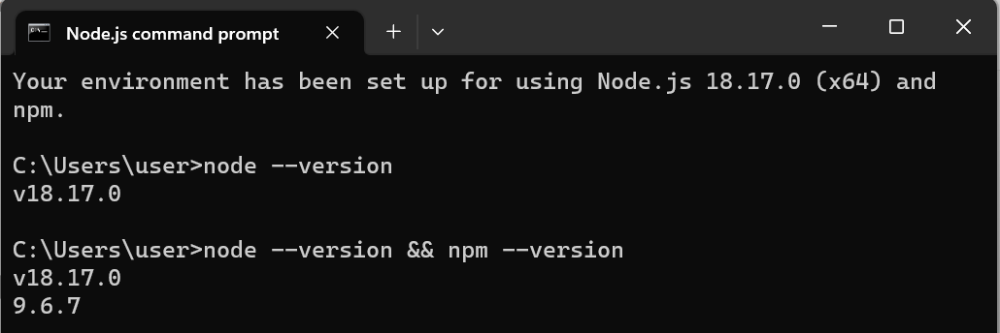 Node.js command prompt
Your environment has been set up for using Node.js 18.17.0 (x64) and
npm.
C:\Users\user>node --version
v18.17.0
C:\Users\user>node --version && npm --version
v18.17.0
9.6.7